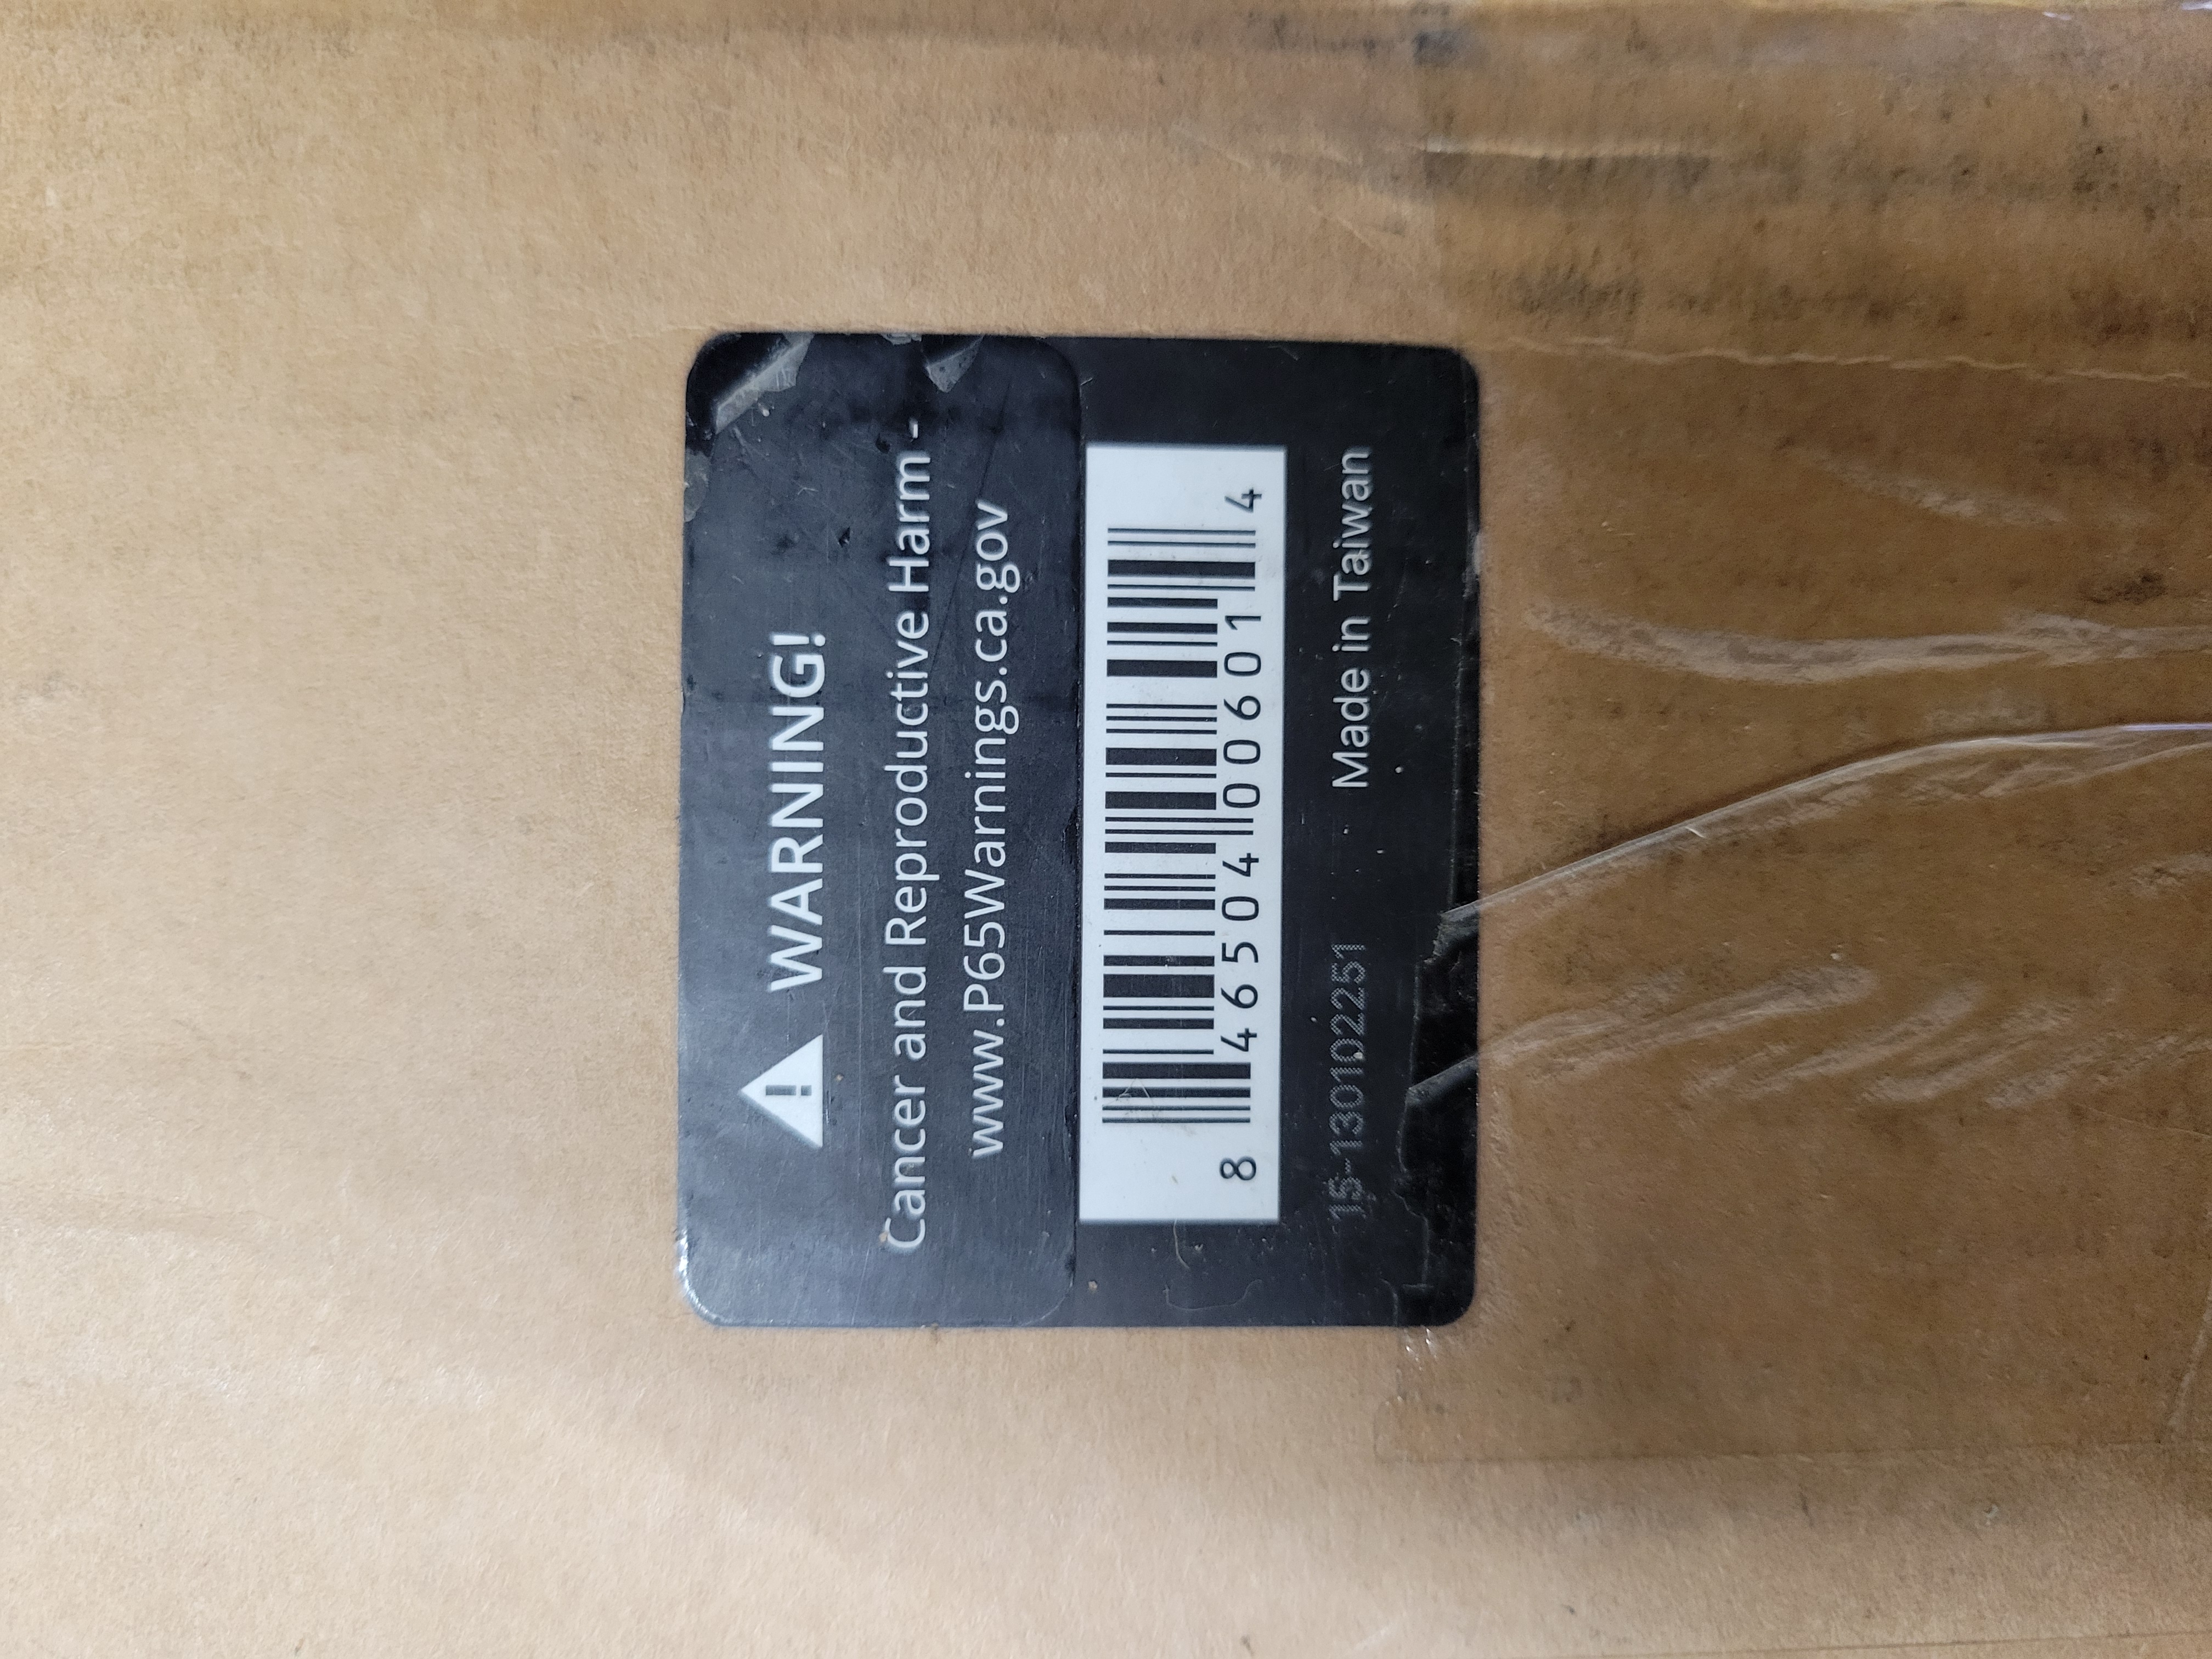 ⚠ WARNING!
Cancer and Reproductive Harm -
www.P65Warnings.ca.gov
8 46504 00601 4
15-130102251 Made in Taiwan